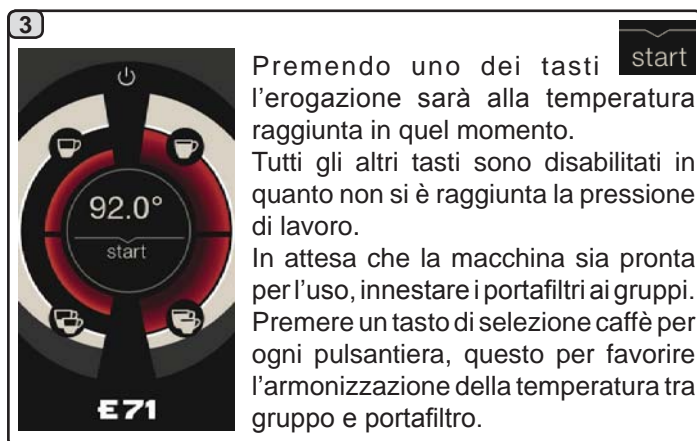 3
92.0°
start
E71
Premendo uno dei tasti start
l'erogazione sarà alla temperatura
raggiunta in quel momento.
Tutti gli altri tasti sono disabilitati in
quanto non si è raggiunta la pressione
di lavoro.
In attesa che la macchina sia pronta
per l'uso, innestare i portafiltri ai gruppi.
Premere un tasto di selezione caffè per
ogni pulsantiera, questo per favorire
l'armonizzazione della temperatura tra
gruppo e portafiltro.